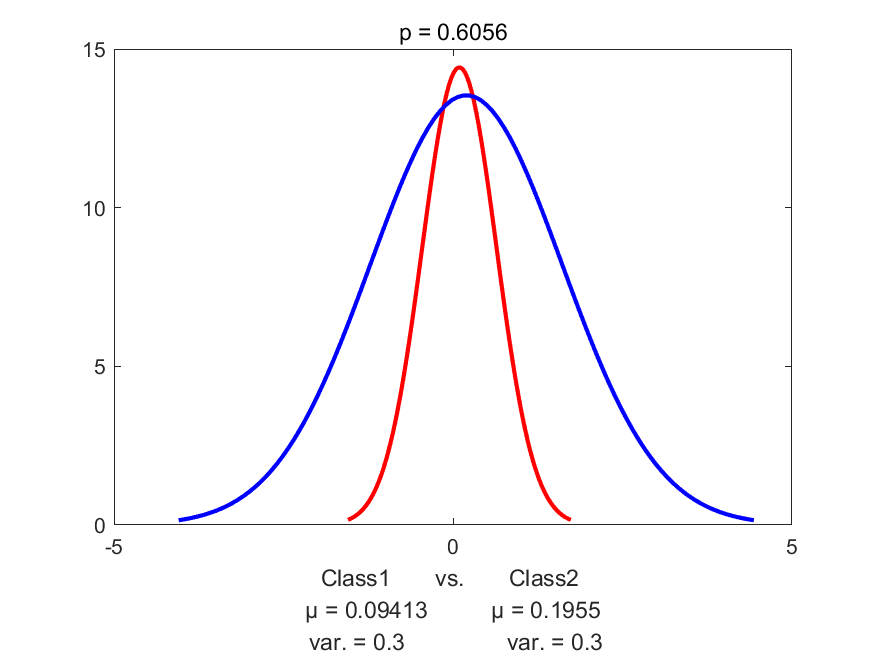 p = 0.6056
15
10
5
0
-5 0 5
Class1 vs. Class2
μ = 0.09413 μ = 0.1955
var. = 0.3 var. = 0.3